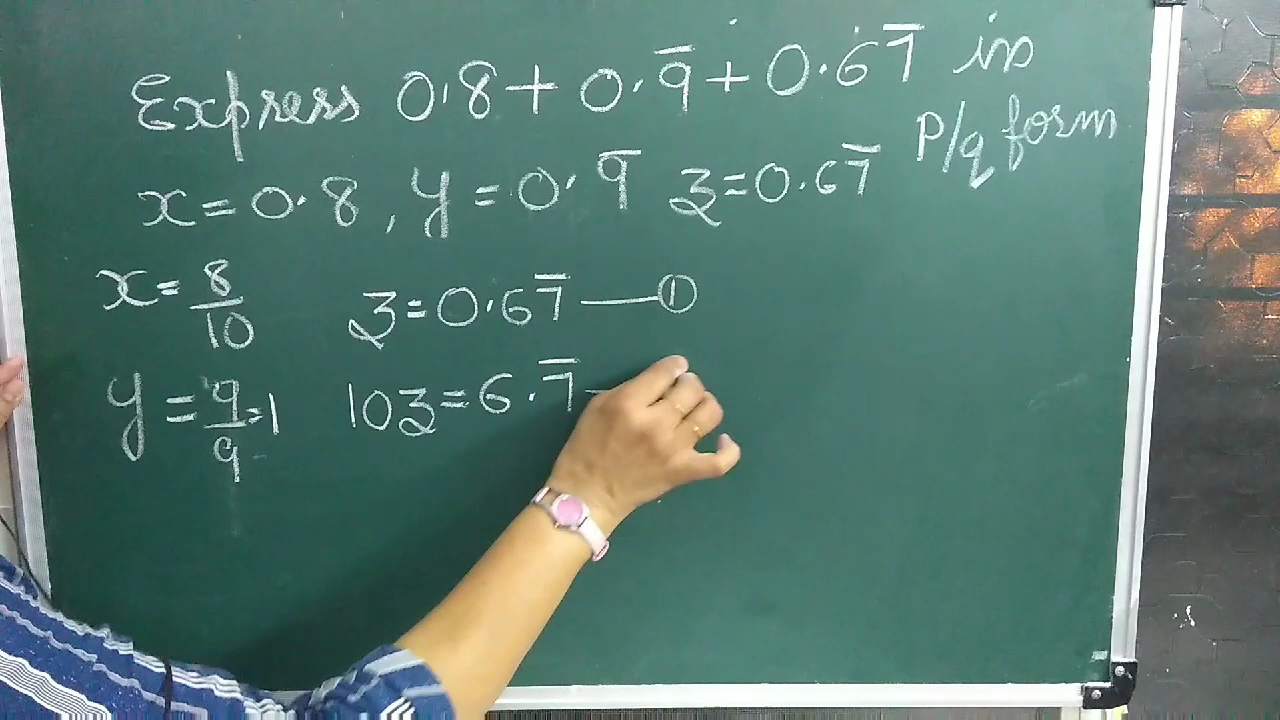 Express 0.8 + 0.9̅ + 0.67̅ in
P/q form
x = 0.8, y = 0.9̅ z = 0.67̅
x = 8/10 z = 0.67̅ — ①
y = 9/9 = 1 10z = 6.7̅ —